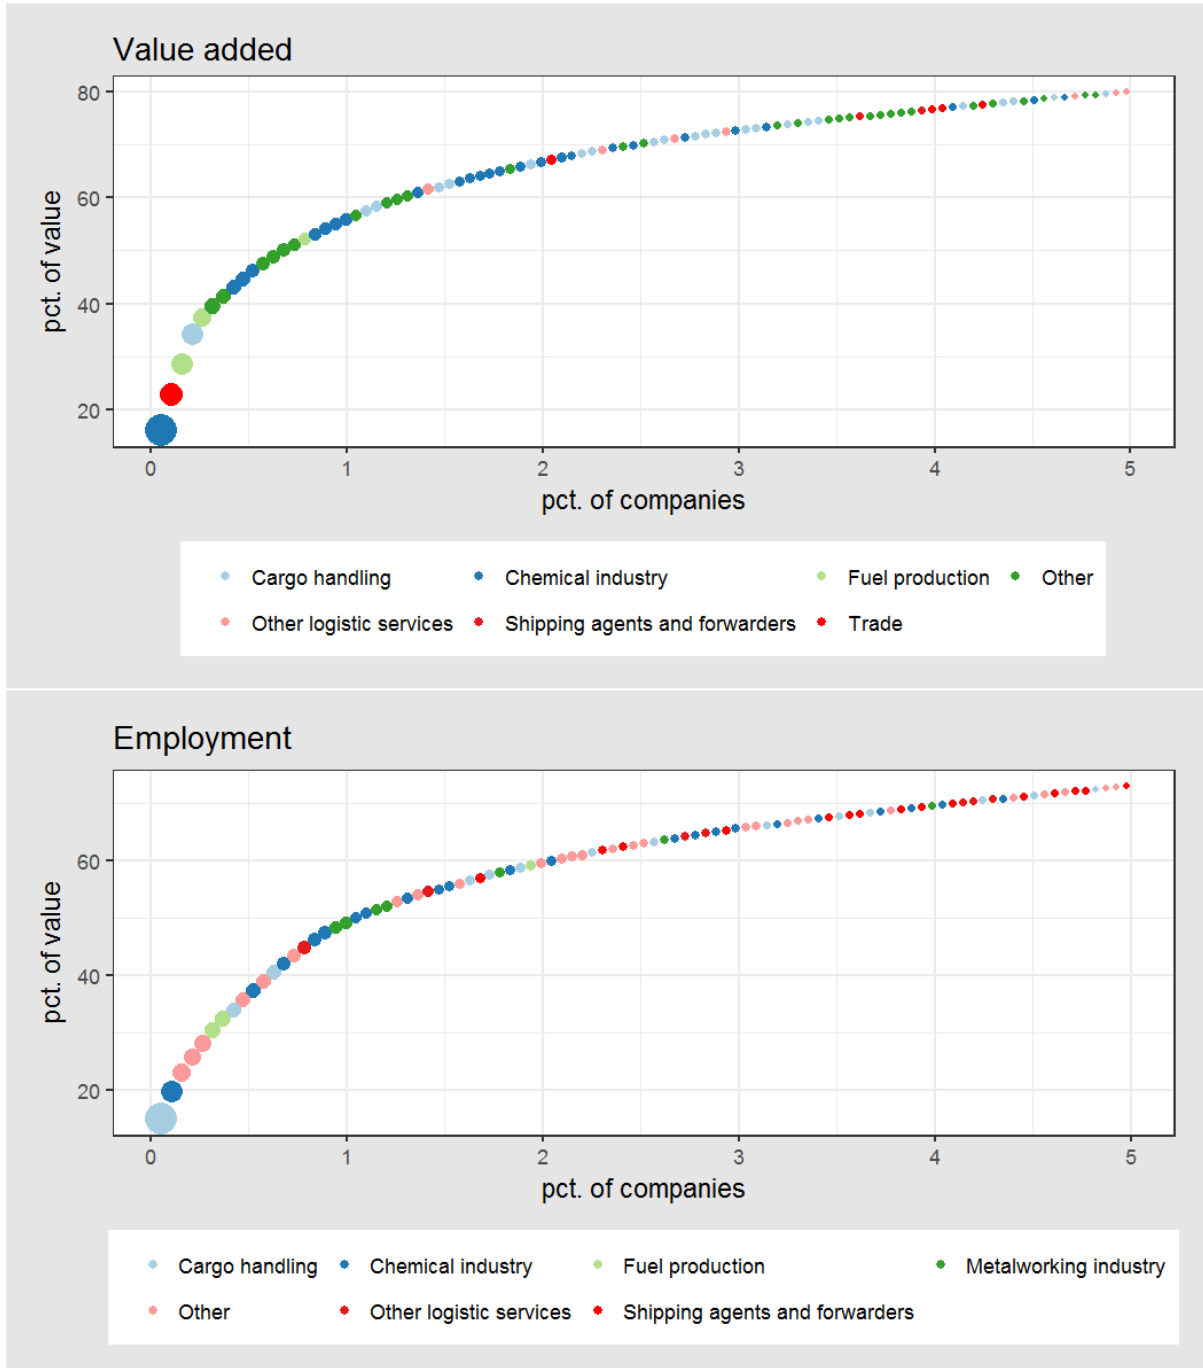 Value added
80
60
40
20
pct. of value
0 1 2 3 4 5
pct. of companies
Cargo handling Chemical industry Fuel production Other
Other logistic services Shipping agents and forwarders Trade
Employment
60
40
20
pct. of value
0 1 2 3 4 5
pct. of companies
Cargo handling Chemical industry Fuel production Metalworking industry
Other Other logistic services Shipping agents and forwarders